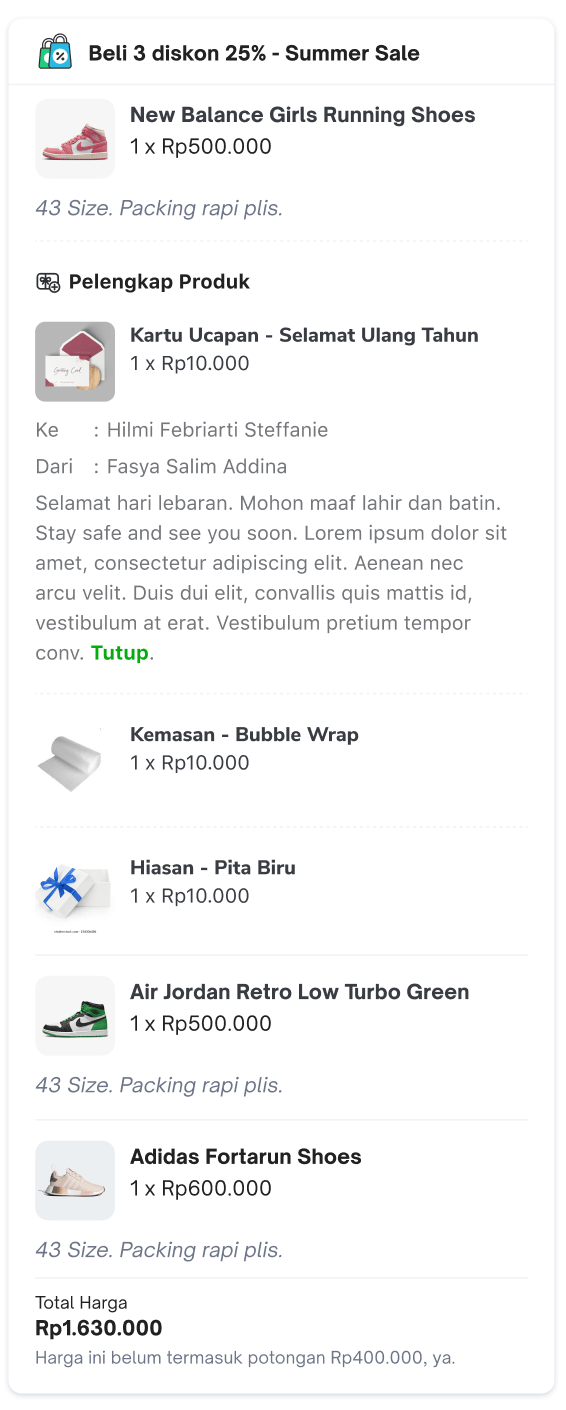 Beli 3 diskon 25% - Summer Sale
New Balance Girls Running Shoes
1 x Rp500.000
43 Size. Packing rapi plis.
Pelengkap Produk
Kartu Ucapan - Selamat Ulang Tahun
1 x Rp10.000
Greeting Card
Ke : Hilmi Febriarti Steffanie
Dari : Fasya Salim Addina
Selamat hari lebaran. Mohon maaf lahir dan batin.
Stay safe and see you soon. Lorem ipsum dolor sit
amet, consectetur adipiscing elit. Aenean nec
arcu velit. Duis dui elit, convallis quis mattis id,
vestibulum at erat. Vestibulum pretium tempor
conv. Tutup.
Kemasan - Bubble Wrap
1 x Rp10.000
Hiasan - Pita Biru
1 x Rp10.000
Air Jordan Retro Low Turbo Green
1 x Rp500.000
43 Size. Packing rapi plis.
Adidas Fortarun Shoes
1 x Rp600.000
43 Size. Packing rapi plis.
Total Harga
Rp1.630.000
Harga ini belum termasuk potongan Rp400.000, ya.